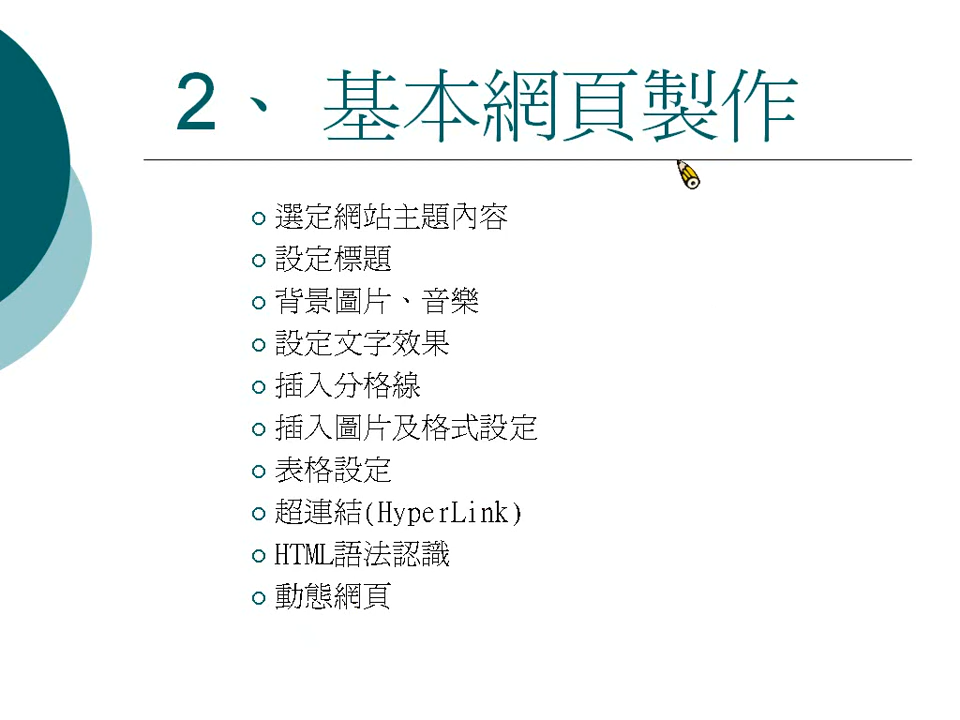 2、 基本網頁製作
選定網站主題內容
設定標題
背景圖片、音樂
設定文字效果
插入分格線
插入圖片及格式設定
表格設定
超連結(HyperLink)
HTML語法認識
動態網頁